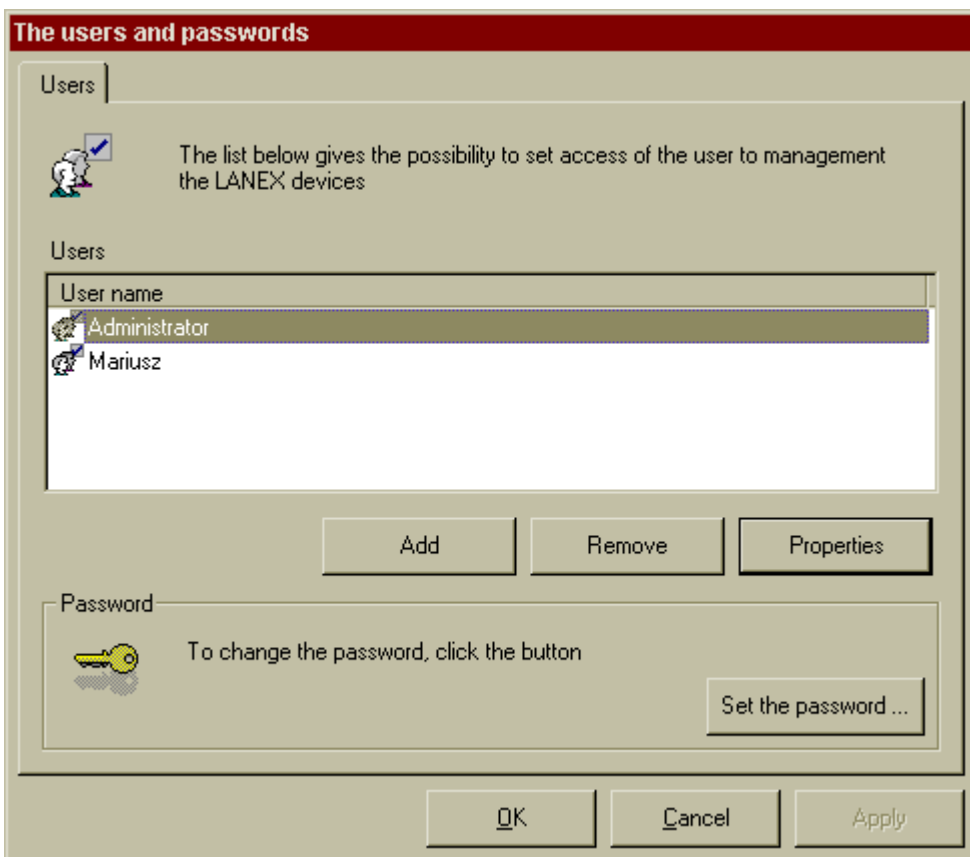 The users and passwords
Users
The list below gives the possibility to set access of the user to management
the LANEX devices
Users
User name
Administrator
Mariusz
Add Remove Properties
Password
To change the password, click the button
Set the password ...
OK Cancel Apply